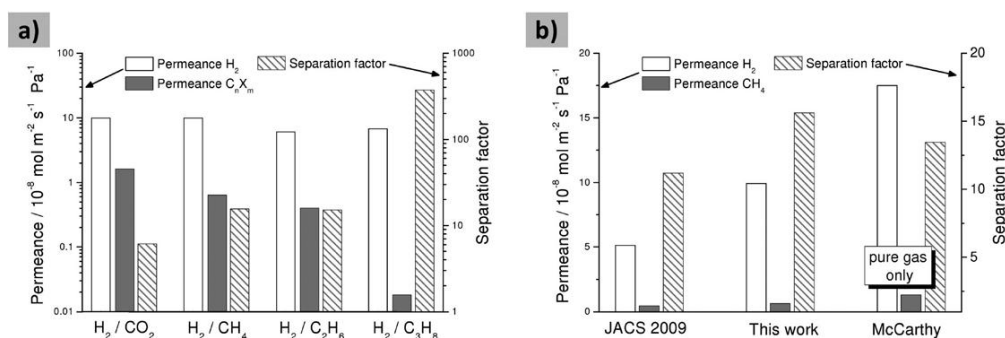 a)
Permeance H₂
Permeance CₙXₘ
Separation factor
100
10
1
0.1
0.01
Permeance / 10⁻⁸ mol m⁻² s⁻¹ Pa⁻¹
1000
100
10
1
Separation factor
H₂ / CO₂
H₂ / CH₄
H₂ / C₂H₆
H₂ / C₃H₈
b)
Permeance H₂
Permeance CH₄
Separation factor
20
15
10
5
0
Permeance / 10⁻⁸ mol m⁻² s⁻¹ Pa⁻¹
20
15
10
5
Separation factor
pure gas
only
JACS 2009
This work
McCarthy